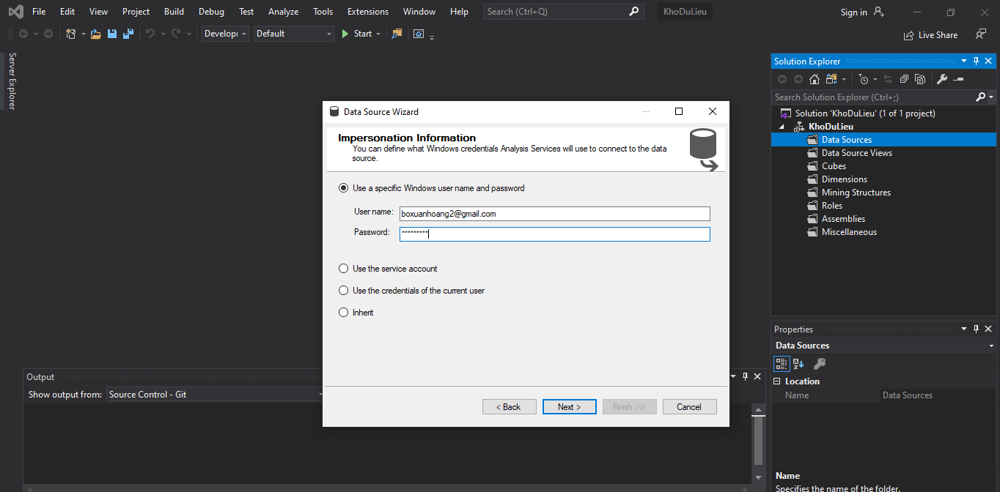 File Edit View Project Build Debug Test Analyze Tools Extensions Window Help Search (Ctrl+Q) KhoDuLieu Sign in
Default Start Live Share
Server Explorer
Solution Explorer
Search Solution Explorer (Ctrl+;)
Solution 'KhoDuLieu' (1 of 1 project)
KhoDuLieu
Data Sources
Data Source Views
Cubes
Dimensions
Mining Structures
Roles
Assemblies
Miscellaneous
Data Source Wizard
Impersonation Information
You can define what Windows credentials Analysis Services will use to connect to the data
source.
Use a specific Windows user name and password
User name: boxuanhoang2@gmail.com
Password: *********
Use the service account
Use the credentials of the current user
Inherit
< Back Next > Finish >>| Cancel
Output
Show output from: Source Control - Git
Properties
Data Sources
Location
Name Data Sources
Name
Specifies the name of the folder.